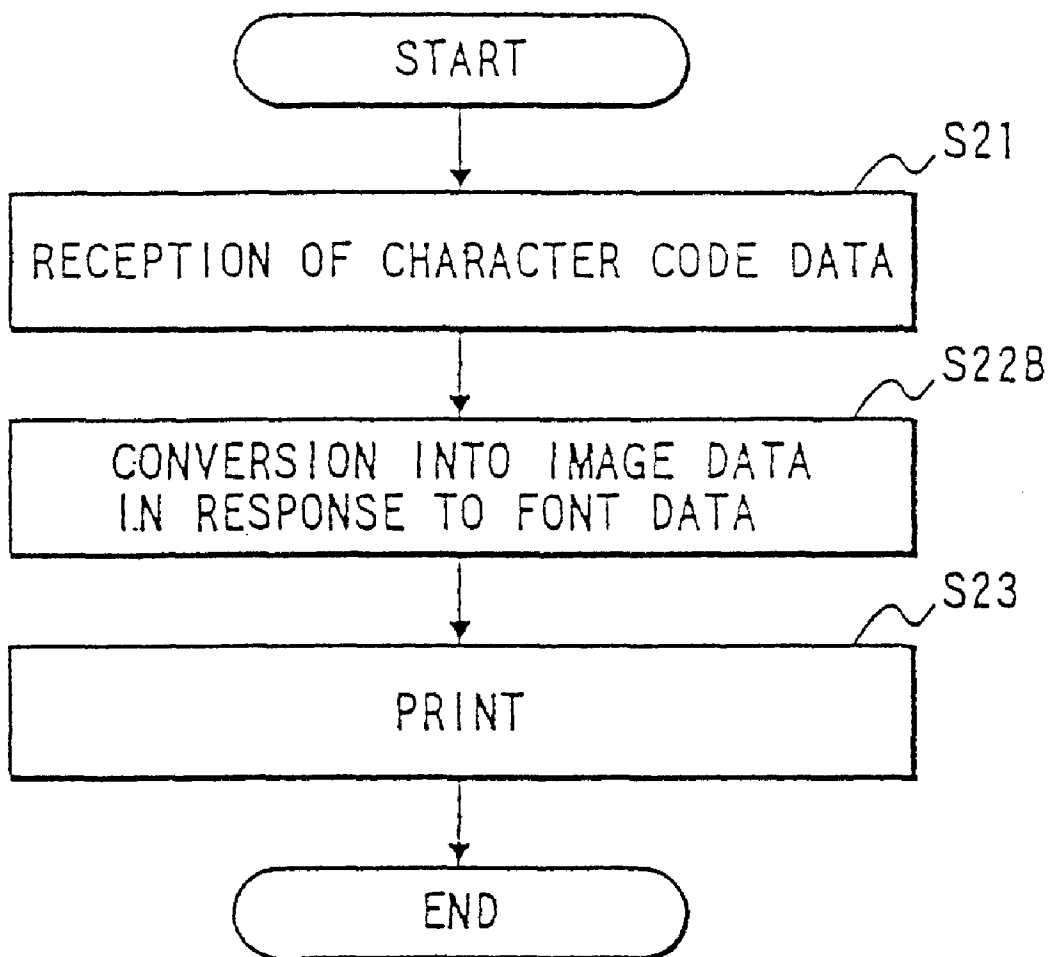 START
S21
RECEPTION OF CHARACTER CODE DATA
S22B
CONVERSION INTO IMAGE DATA
IN RESPONSE TO FONT DATA
S23
PRINT
END